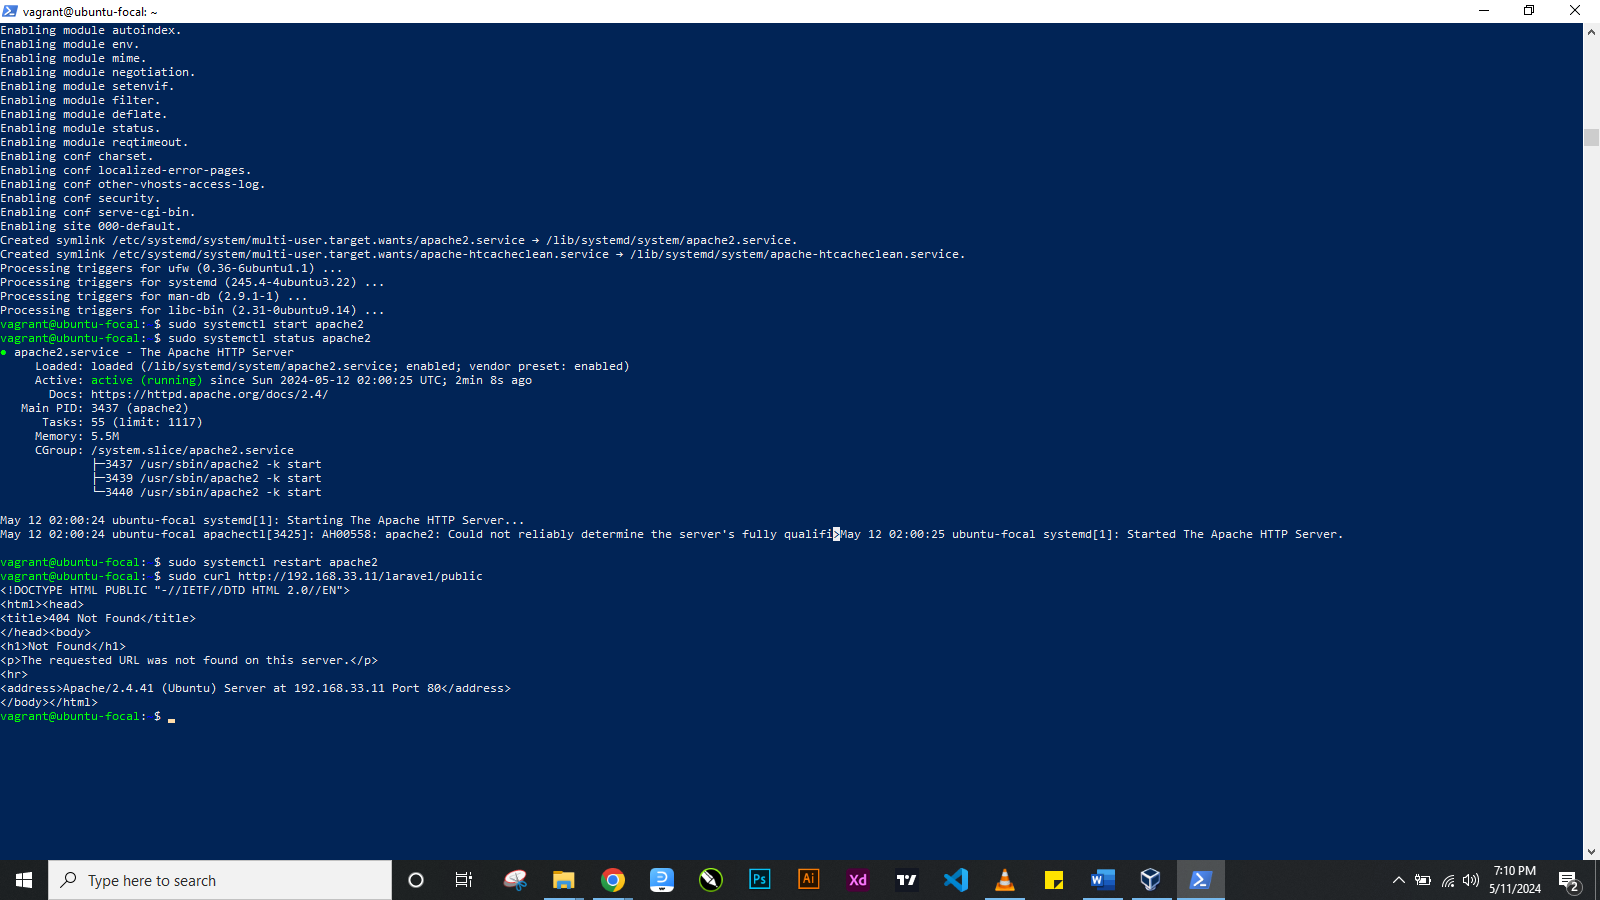 vagrant@ubuntu-focal: ~
Enabling module autoindex.
Enabling module env.
Enabling module mime.
Enabling module negotiation.
Enabling module setenvif.
Enabling module filter.
Enabling module deflate.
Enabling module status.
Enabling module reqtimeout.
Enabling conf charset.
Enabling conf localized-error-pages.
Enabling conf other-vhosts-access-log.
Enabling conf security.
Enabling conf serve-cgi-bin.
Enabling site 000-default.
Created symlink /etc/systemd/system/multi-user.target.wants/apache2.service → /lib/systemd/system/apache2.service.
Created symlink /etc/systemd/system/multi-user.target.wants/apache-htcacheclean.service → /lib/systemd/system/apache-htcacheclean.service.
Processing triggers for ufw (0.36-6ubuntu1.1) ...
Processing triggers for systemd (245.4-4ubuntu3.22) ...
Processing triggers for man-db (2.9.1-1) ...
Processing triggers for libc-bin (2.31-0ubuntu9.14) ...
vagrant@ubuntu-focal:~$ sudo systemctl start apache2
vagrant@ubuntu-focal:~$ sudo systemctl status apache2
● apache2.service - The Apache HTTP Server
Loaded: loaded (/lib/systemd/system/apache2.service; enabled; vendor preset: enabled)
Active: active (running) since Sun 2024-05-12 02:00:25 UTC; 2min 8s ago
Docs: https://httpd.apache.org/docs/2.4/
Main PID: 3437 (apache2)
Tasks: 55 (limit: 1117)
Memory: 5.5M
CGroup: /system.slice/apache2.service
├─3437 /usr/sbin/apache2 -k start
├─3439 /usr/sbin/apache2 -k start
└─3440 /usr/sbin/apache2 -k start
May 12 02:00:24 ubuntu-focal systemd[1]: Starting The Apache HTTP Server...
May 12 02:00:24 ubuntu-focal apachectl[3425]: AH00558: apache2: Could not reliably determine the server's fully qualifi>May 12 02:00:25 ubuntu-focal systemd[1]: Started The Apache HTTP Server.
vagrant@ubuntu-focal:~$ sudo systemctl restart apache2
vagrant@ubuntu-focal:~$ sudo curl http://192.168.33.11/laravel/public
<!DOCTYPE HTML PUBLIC "-//IETF//DTD HTML 2.0//EN">
<html><head>
<title>404 Not Found</title>
</head><body>
<h1>Not Found</h1>
<p>The requested URL was not found on this server.</p>
<hr>
<address>Apache/2.4.41 (Ubuntu) Server at 192.168.33.11 Port 80</address>
</body></html>
vagrant@ubuntu-focal:~$ _
Type here to search
Ps
Ai
Xd
7:10 PM
5/11/2024
2